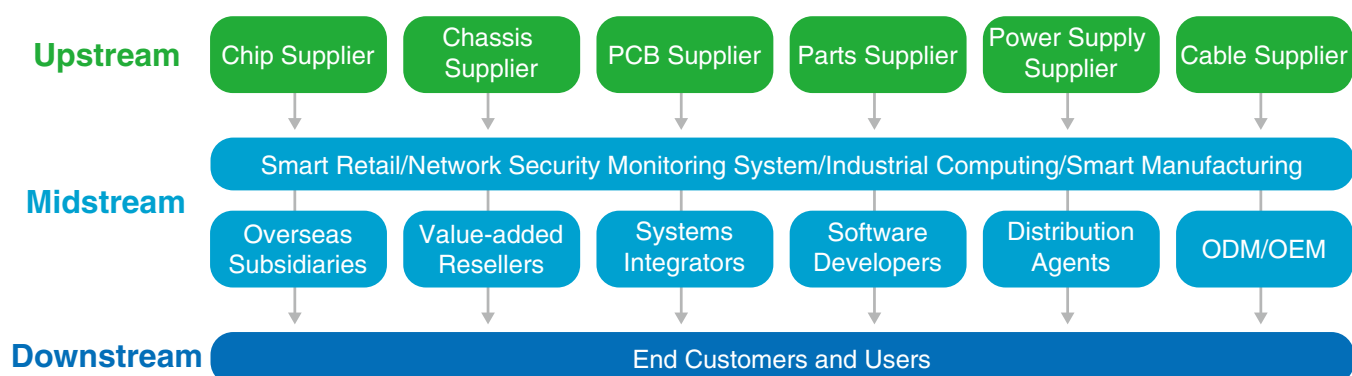 Upstream
Chip Supplier
Chassis
Supplier
PCB Supplier
Parts Supplier
Power Supply
Supplier
Cable Supplier
Midstream
Smart Retail/Network Security Monitoring System/Industrial Computing/Smart Manufacturing
Overseas
Subsidiaries
Value-added
Resellers
Systems
Integrators
Software
Developers
Distribution
Agents
ODM/OEM
Downstream
End Customers and Users